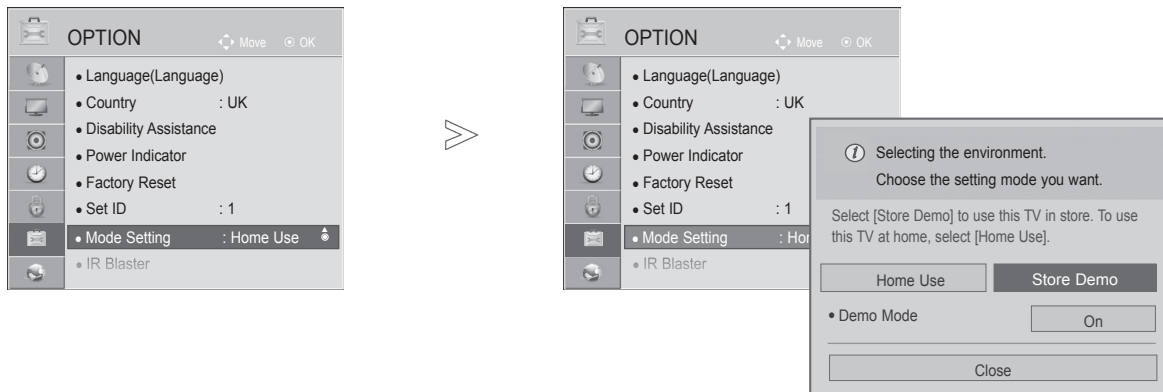 OPTION
Move OK
• Language(Language)
• Country : UK
• Disability Assistance
• Power Indicator
• Factory Reset
• Set ID : 1
• Mode Setting : Home Use
• IR Blaster
OPTION
Move OK
• Language(Language)
• Country : UK
• Disability Assistance
• Power Indicator
• Factory Reset
• Set ID : 1
• Mode Setting : Hor
• IR Blaster
i Selecting the environment.
Choose the setting mode you want.
Select [Store Demo] to use this TV in store. To use
this TV at home, select [Home Use].
Home Use Store Demo
• Demo Mode On
Close